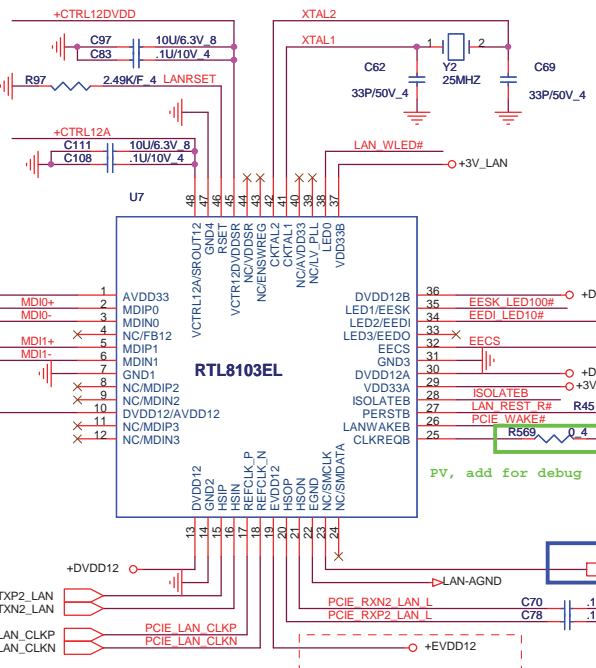 +CTRL12DVDD
XTAL2
C97 10U/6.3V_8
XTAL1
C83 .1U/10V_4
1 2
R97 2.49K/F_4 LANRSET
C62 Y2 C69
25MHZ
33P/50V_4 33P/50V_4
+CTRL12A
C111 10U/6.3V_8
C108 .1U/10V_4
LAN_WLED#
+3V_LAN
U7
48 47 46 45 44 43 42 41 40 39 38 37
VCTRL12A/SROUT12
GND4
RSET
VCTR12DVDDSR
NC/VDDSR
NC/ENSWREG
CKTAL2
CKTAL1
NC/AVDD33
NC/LV_PLL
LED0
VDD33B
1 AVDD33
MDI0+ 2 MDIP0
MDI0- 3 MDIN0
4 NC/FB12
MDI1+ 5 MDIP1
MDI1- 6 MDIN1
7 GND1
8 NC/MDIP2
9 NC/MDIN2
10 DVDD12/AVDD12
11 NC/MDIP3
12 NC/MDIN3
RTL8103EL
DVDD12B 36 +D
LED1/EESK 35 EESK_LED100#
LED2/EEDI 34 EEDI_LED10#
LED3/EEDO 33
EECS 32 EECS
GND3 31
DVDD12A 30 +D
VDD33A 29 +3V
ISOLATEB 28 ISOLATEB
PERSTB 27 LAN_REST_R# R45
LANWAKEB 26 PCIE_WAKE#
CLKREQB 25 R569 0_4
PV, add for debug
DVDD12
GND2
HSIP
HSIN
REFCLK_P
REFCLK_N
EVDD12
HSOP
HSON
EGND
NC/SMCLK
NC/SMDATA
13 14 15 16 17 18 19 20 21 22 23 24
+DVDD12
LAN-AGND
TXP2_LAN
TXN2_LAN
PCIE_RXN2_LAN_L C70 .1
PCIE_RXP2_LAN_L C78 .1
LAN_CLKP PCIE_LAN_CLKP
LAN_CLKN PCIE_LAN_CLKN
+EVDD12